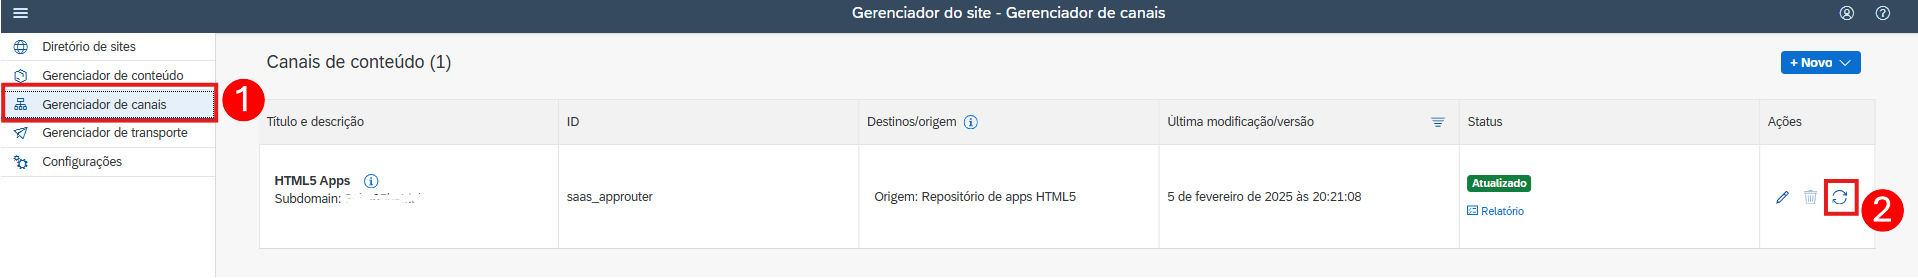 Gerenciador do site - Gerenciador de canais
Diretório de sites
Gerenciador de conteúdo
Gerenciador de canais
Gerenciador de transporte
Configurações
1
Canais de conteúdo (1)
+ Novo
Título e descrição
ID
Destinos/origem
Última modificação/versão
Status
Ações
HTML5 Apps
Subdomain:
saas_approuter
Origem: Repositório de apps HTML5
5 de fevereiro de 2025 às 20:21:08
Atualizado
Relatório
2